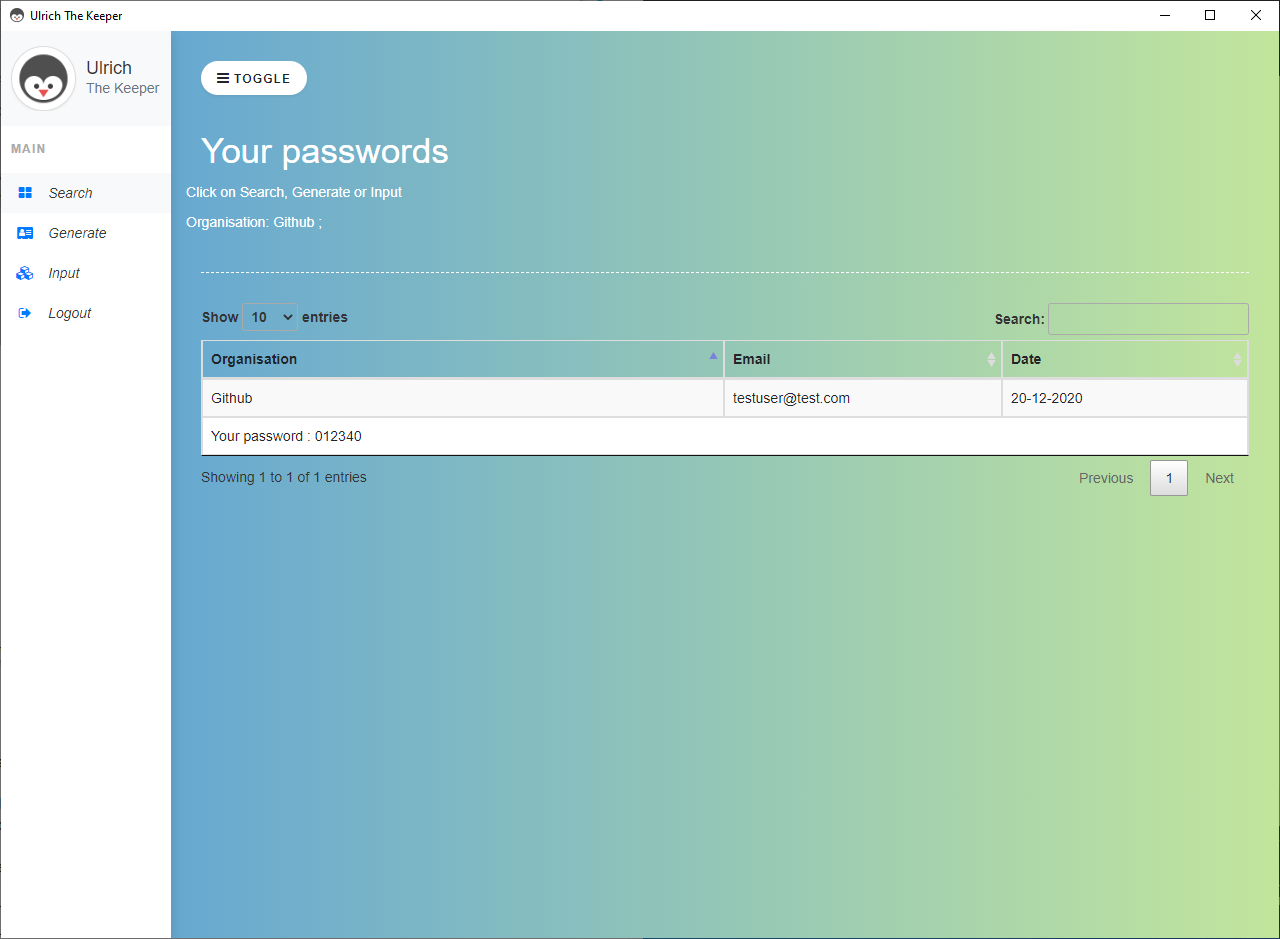 Ulrich The Keeper
Ulrich
The Keeper
MAIN
Search
Generate
Input
Logout
TOGGLE
Your passwords
Click on Search, Generate or Input
Organisation: Github ;
Show 10 entries
Search:
Organisation Email Date
Github testuser@test.com 20-12-2020
Your password : 012340
Showing 1 to 1 of 1 entries
Previous 1 Next